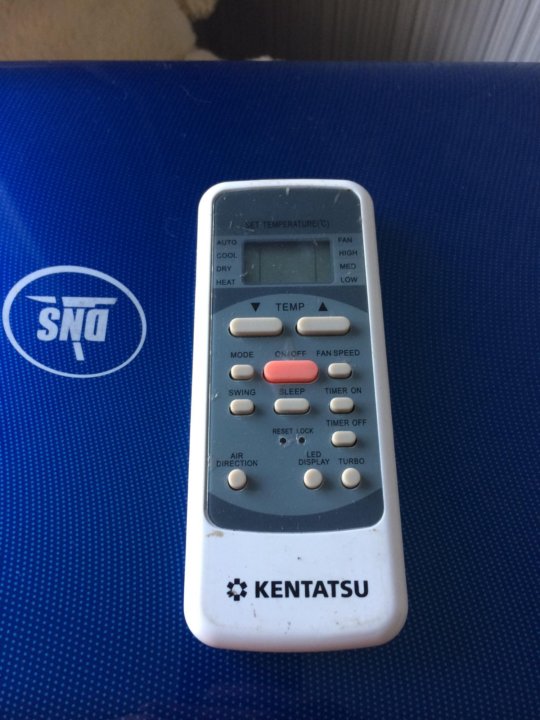 SET TEMPERATURE(°C)
AUTO FAN
COOL HIGH
DRY MED
HEAT LOW
▼ TEMP ▲
MODE ON/OFF FAN SPEED
SWING SLEEP TIMER ON
RESET LOCK TIMER OFF
AIR DIRECTION LED DISPLAY TURBO
KENTATSU
DNS